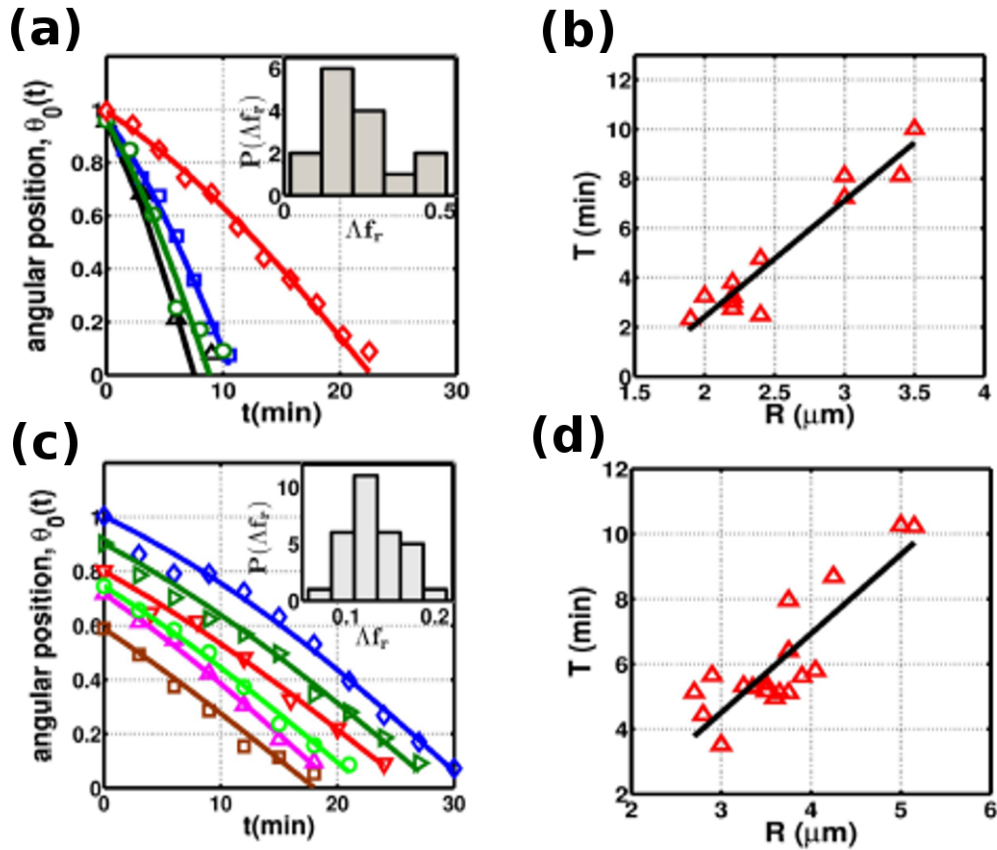 (a)
angular position, θ0(t)
1
0.8
0.6
0.4
0.2
0
0 10 20 30
t(min)
P(Λfr)
6
4
2
0
0 0.5
Λfr
(b)
T (min)
12
10
8
6
4
2
0
1.5 2 2.5 3 3.5 4
R (μm)
(c)
angular position, θ0(t)
1
0.8
0.6
0.4
0.2
0
0 10 20 30
t(min)
P(Λfr)
10
5
0
0.1 0.2
Λfr
(d)
T (min)
12
10
8
6
4
2
2 3 4 5 6
R (μm)